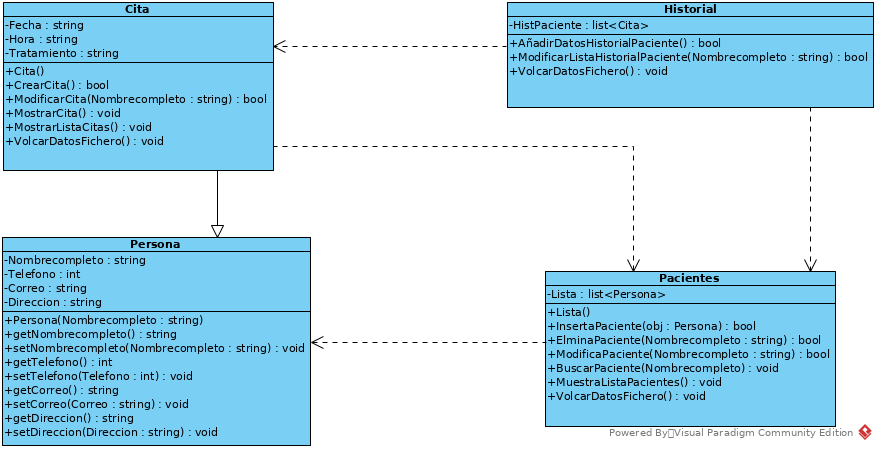 Cita
-Fecha : string
-Hora : string
-Tratamiento : string
+Cita()
+CrearCita() : bool
+ModificarCita(Nombrecompleto : string) : bool
+MostrarCita() : void
+MostrarListaCitas() : void
+VolcarDatosFichero() : void
Historial
-HistPaciente : list<Cita>
+AñadirDatosHistorialPaciente() : bool
+ModificarListaHistorialPaciente(Nombrecompleto : string) : bool
+VolcarDatosFichero() : void
Persona
-Nombrecompleto : string
-Telefono : int
-Correo : string
-Direccion : string
+Persona(Nombrecompleto : string)
+getNombrecompleto() : string
+setNombrecompleto(Nombrecompleto : string) : void
+getTelefono() : int
+setTelefono(Telefono : int) : void
+getCorreo() : string
+setCorreo(Correo : string) : void
+getDireccion() : string
+setDireccion(Direccion : string) : void
Pacientes
-Lista : list<Persona>
+Lista()
+InsertaPaciente(obj : Persona) : bool
+ElminaPaciente(Nombrecompleto : string) : bool
+ModificaPaciente(Nombrecompleto : string) : bool
+BuscarPaciente(Nombrecompleto) : void
+MuestraListaPacientes() : void
+VolcarDatosFichero() : void
Powered By Visual Paradigm Community Edition